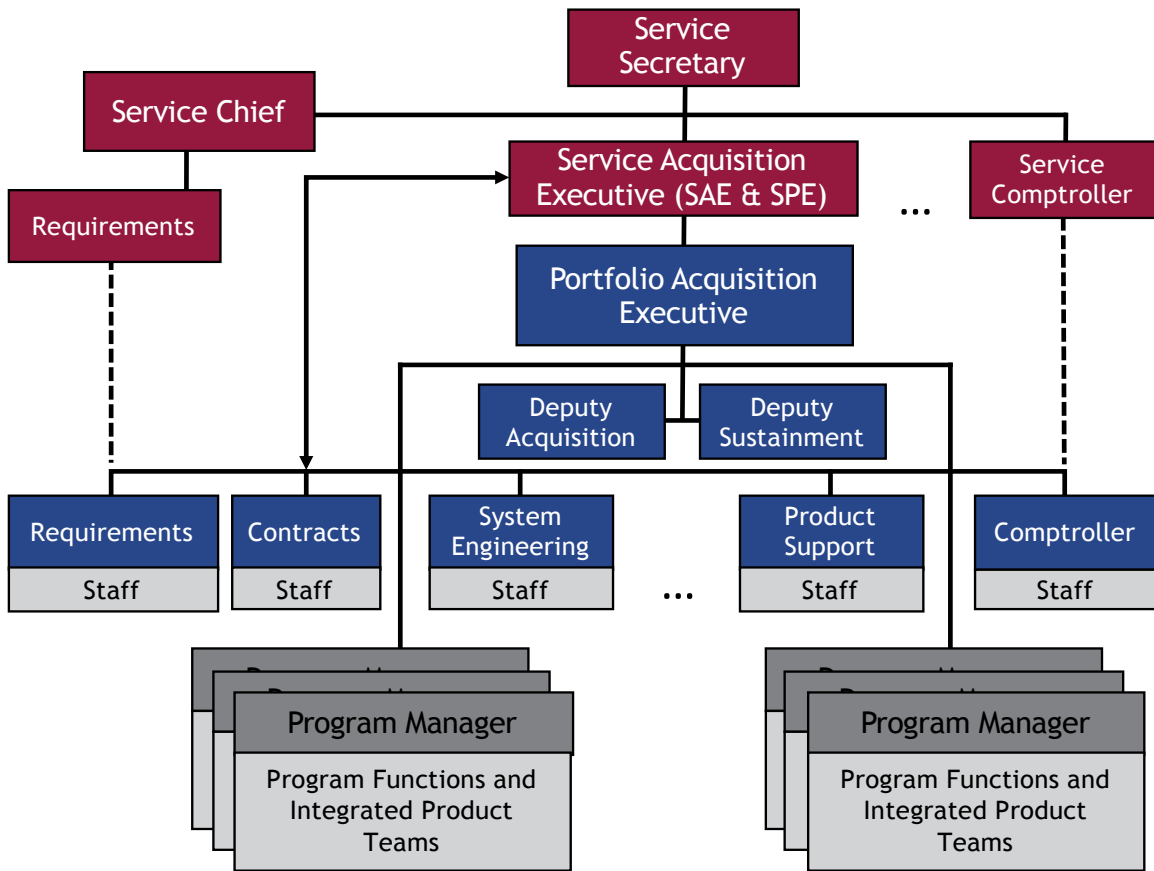 Service
Secretary
Service Chief
Service Acquisition
Executive (SAE & SPE)
...
Service
Comptroller
Requirements
Portfolio Acquisition
Executive
Deputy
Acquisition
Deputy
Sustainment
Requirements
Staff
Contracts
Staff
System
Engineering
Staff
...
Product
Support
Staff
Comptroller
Staff
Program Manager
Program Functions and
Integrated Product
Teams
Program Manager
Program Functions and
Integrated Product
Teams